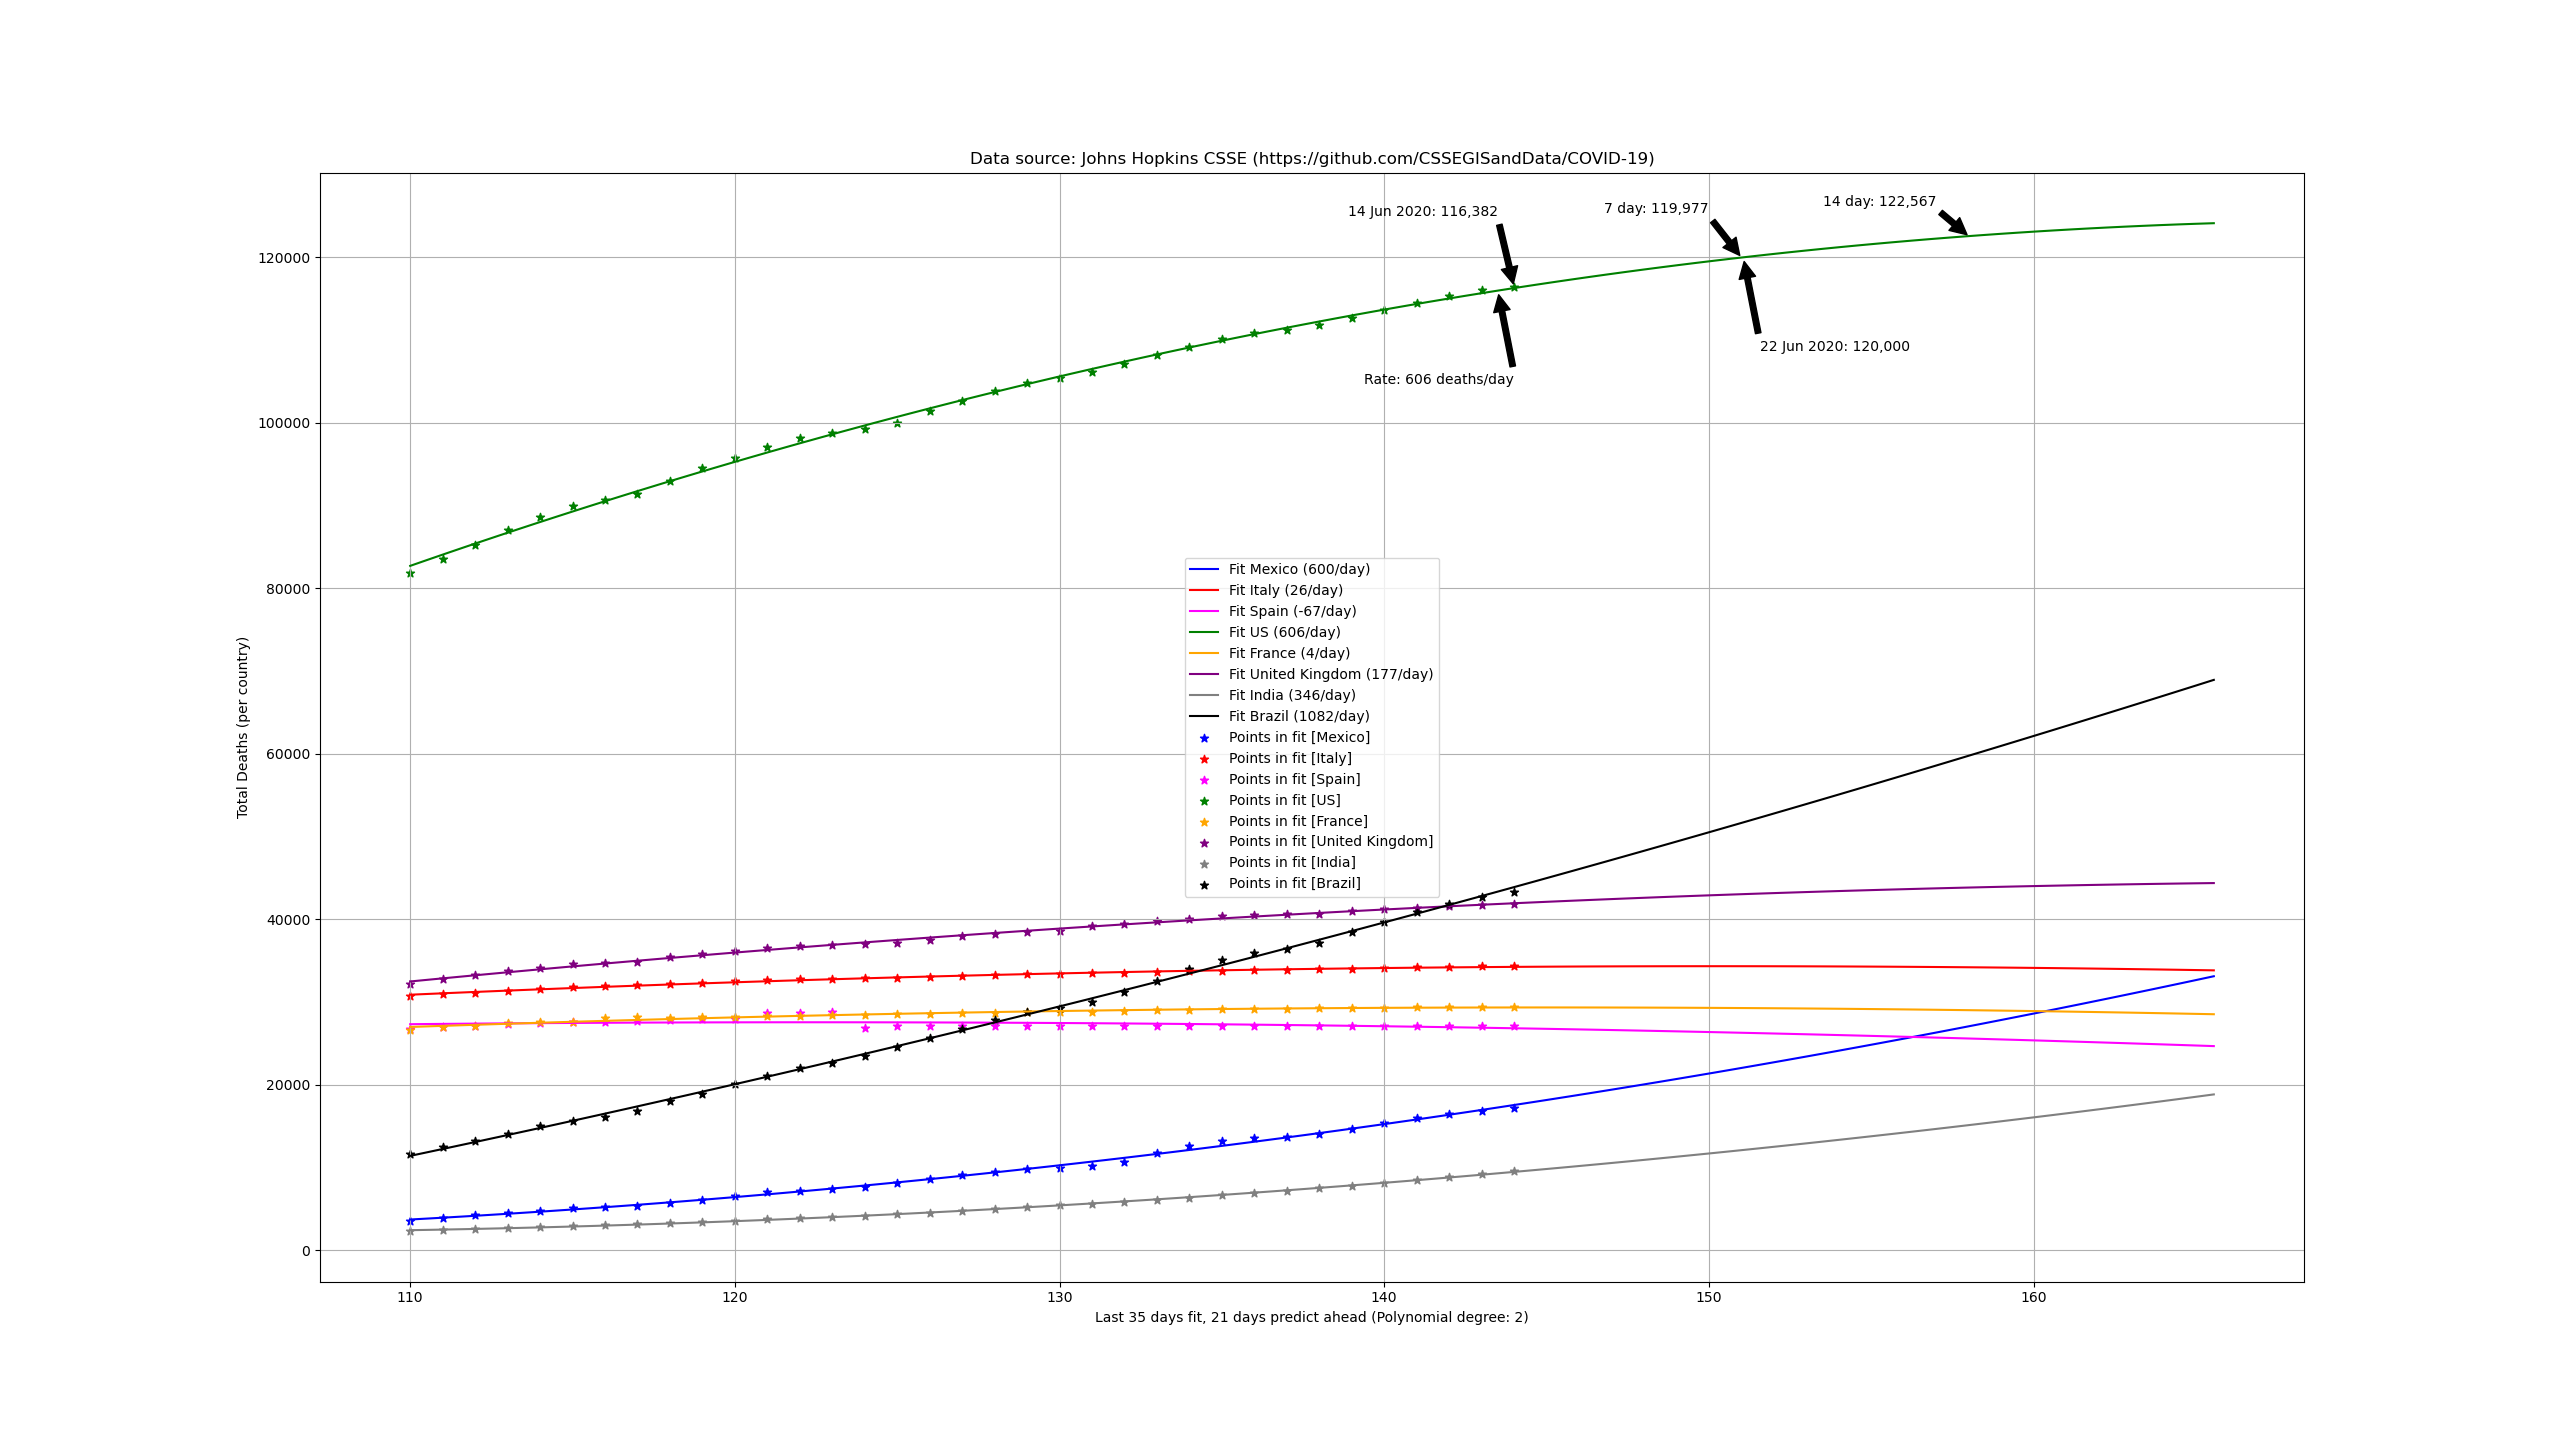 Data source: Johns Hopkins CSSE (https://github.com/CSSEGISandData/COVID-19)
14 Jun 2020: 116,382
7 day: 119,977
14 day: 122,567
22 Jun 2020: 120,000
Rate: 606 deaths/day
Total Deaths (per country)
120000
100000
80000
60000
40000
20000
0
Fit Mexico (600/day)
Fit Italy (26/day)
Fit Spain (-67/day)
Fit US (606/day)
Fit France (4/day)
Fit United Kingdom (177/day)
Fit India (346/day)
Fit Brazil (1082/day)
Points in fit [Mexico]
Points in fit [Italy]
Points in fit [Spain]
Points in fit [US]
Points in fit [France]
Points in fit [United Kingdom]
Points in fit [India]
Points in fit [Brazil]
110 120 130 140 150 160
Last 35 days fit, 21 days predict ahead (Polynomial degree: 2)